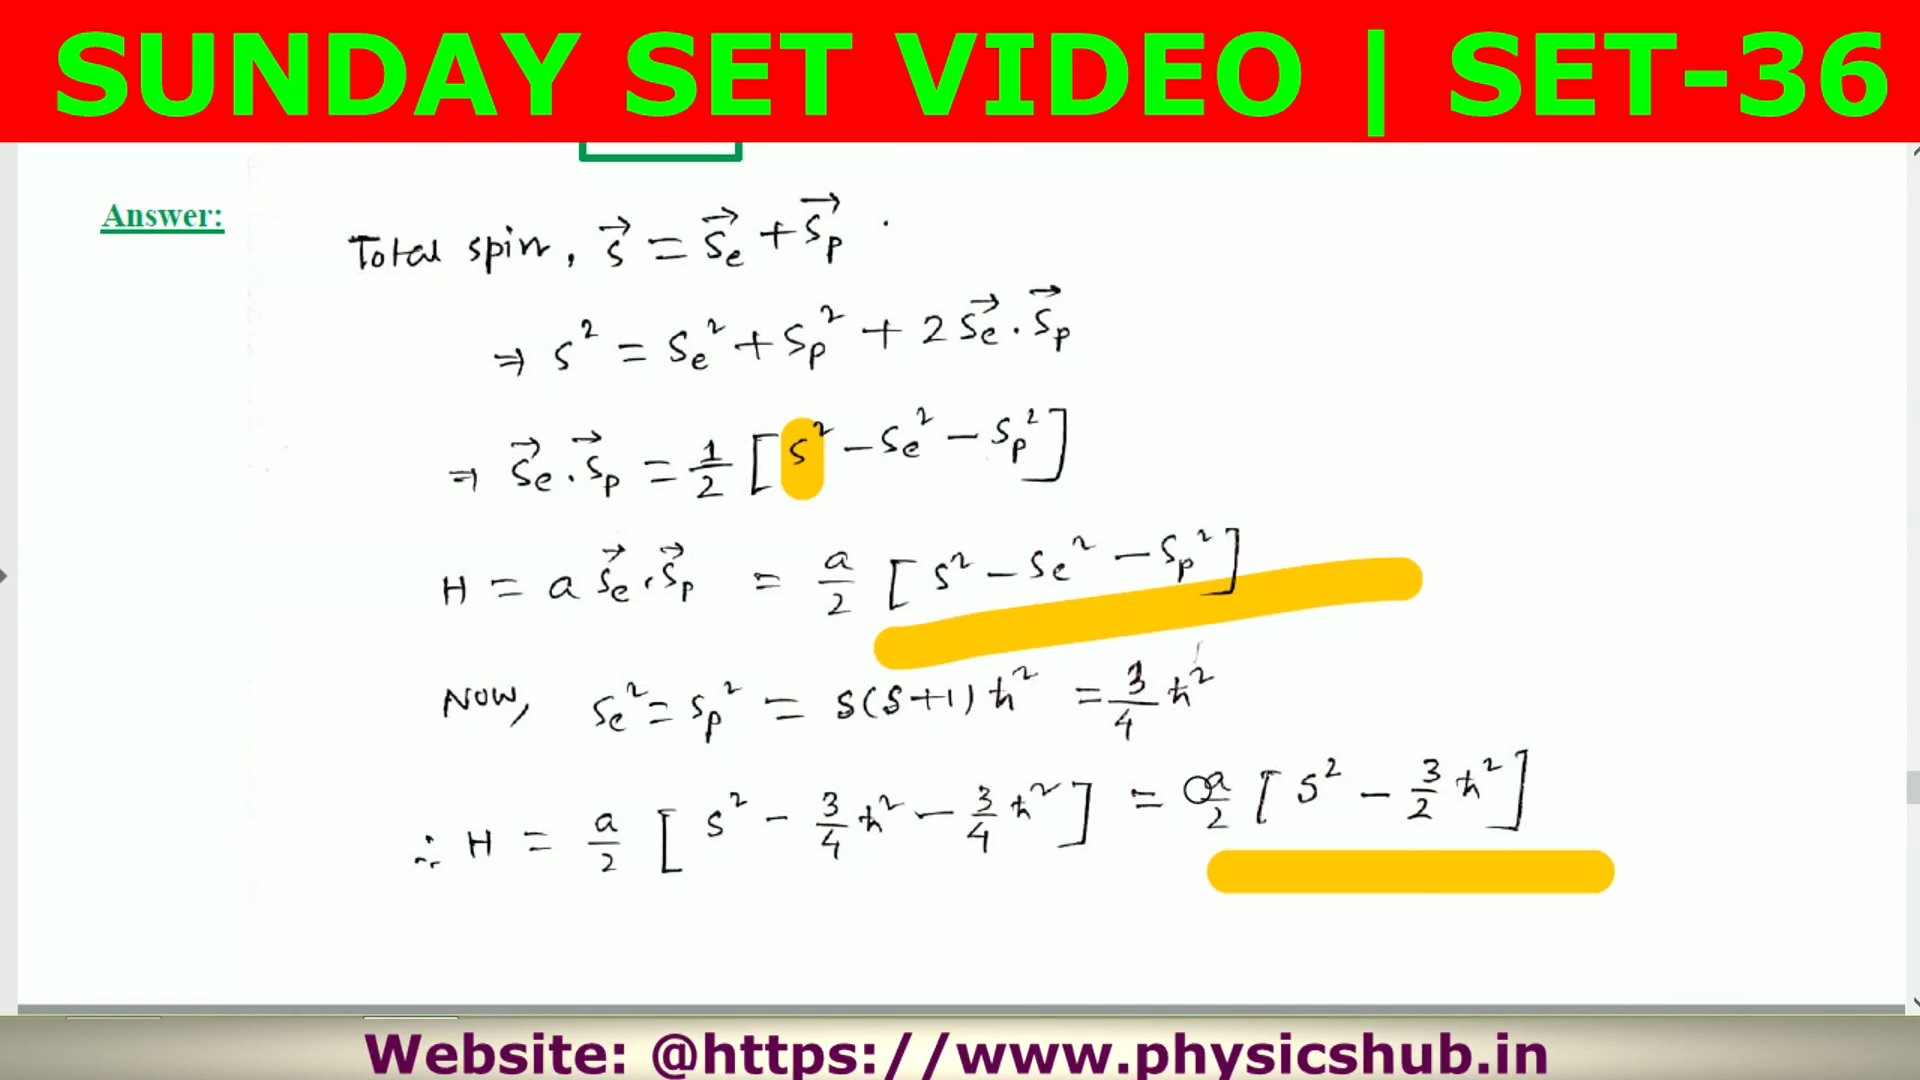 SUNDAY SET VIDEO | SET-36
Answer:
Total spin, s⃗ = s⃗ₑ + s⃗ₚ .
⇒ s² = sₑ² + sₚ² + 2 s⃗ₑ . s⃗ₚ
⇒ s⃗ₑ . s⃗ₚ = 1/2 [s² − sₑ² − sₚ²]
H = a s⃗ₑ . s⃗ₚ = a/2 [s² − sₑ² − sₚ²]
Now, sₑ² = sₚ² = s(s+1) ħ² = 3/4 ħ²
∴ H = a/2 [s² − 3/4 ħ² − 3/4 ħ²] = a/2 [s² − 3/2 ħ²]
Website: @https://www.physicshub.in